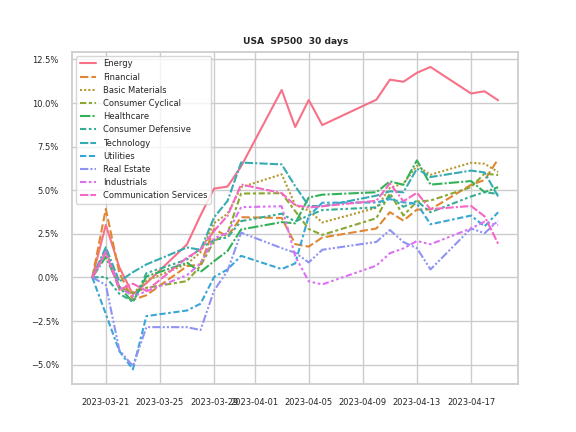 USA SP500 30 days
12.5%
10.0%
7.5%
5.0%
2.5%
0.0%
−2.5%
−5.0%
Energy
Financial
Basic Materials
Consumer Cyclical
Healthcare
Consumer Defensive
Technology
Utilities
Real Estate
Industrials
Communication Services
2023-03-21 2023-03-25 2023-03-29 2023-04-01 2023-04-05 2023-04-09 2023-04-13 2023-04-17